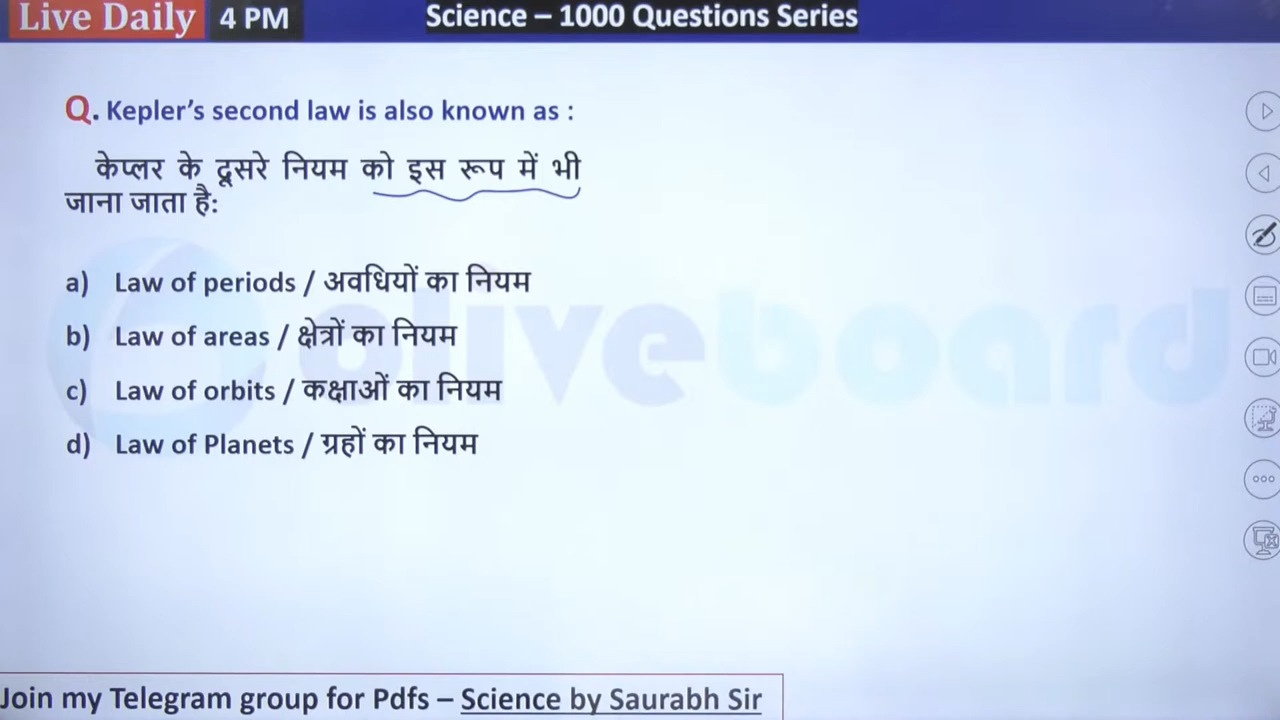 Live Daily 4 PM Science – 1000 Questions Series
Q. Kepler's second law is also known as :
केप्लर के दूसरे नियम को इस रूप में भी
जाना जाता है:
a) Law of periods / अवधियों का नियम
b) Law of areas / क्षेत्रों का नियम
c) Law of orbits / कक्षाओं का नियम
d) Law of Planets / ग्रहों का नियम
oliveboard
Join my Telegram group for Pdfs – Science by Saurabh Sir